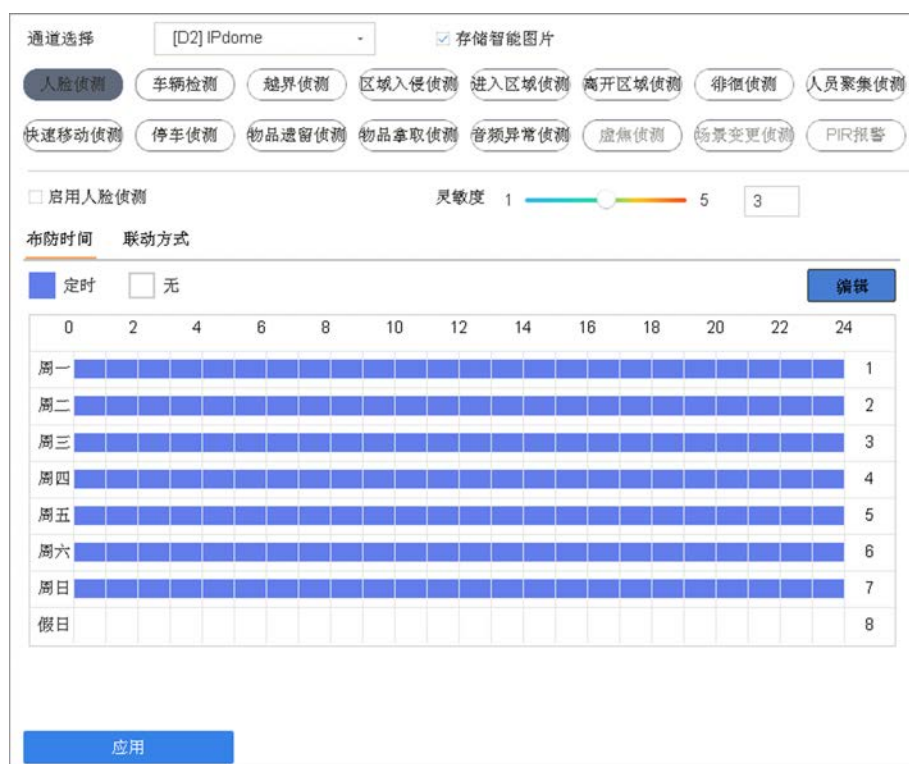 通道选择 [D2] IPdome 存储智能图片
人脸侦测 车辆检测 越界侦测 区域入侵侦测 进入区域侦测 离开区域侦测 徘徊侦测 人员聚集侦测
快速移动侦测 停车侦测 物品遗留侦测 物品拿取侦测 音频异常侦测 虚焦侦测 场景变更侦测 PIR报警
启用人脸侦测 灵敏度 1 5 3
布防时间 联动方式
定时 无 编辑
0 2 4 6 8 10 12 14 16 18 20 22 24
周一 1
周二 2
周三 3
周四 4
周五 5
周六 6
周日 7
假日 8
应用